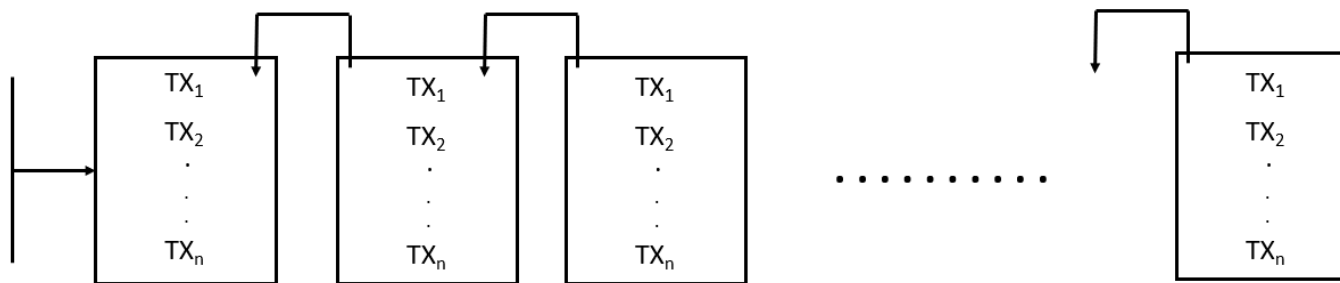 TX₁
TX₂
.
.
.
TXₙ
TX₁
TX₂
.
.
.
TXₙ
TX₁
TX₂
.
.
.
TXₙ
..........
TX₁
TX₂
.
.
.
TXₙ